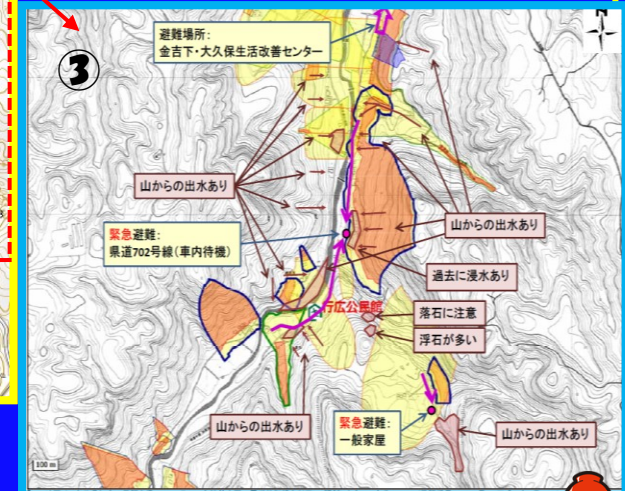 ③
避難場所:
金吉下・大久保生活改善センター
N
山からの出水あり
山からの出水あり
緊急避難:
県道702号線(車内待機)
過去に浸水あり
行広公民館
落石に注意
浮石が多い
山からの出水あり
緊急避難:
一般家屋
山からの出水あり
100 m